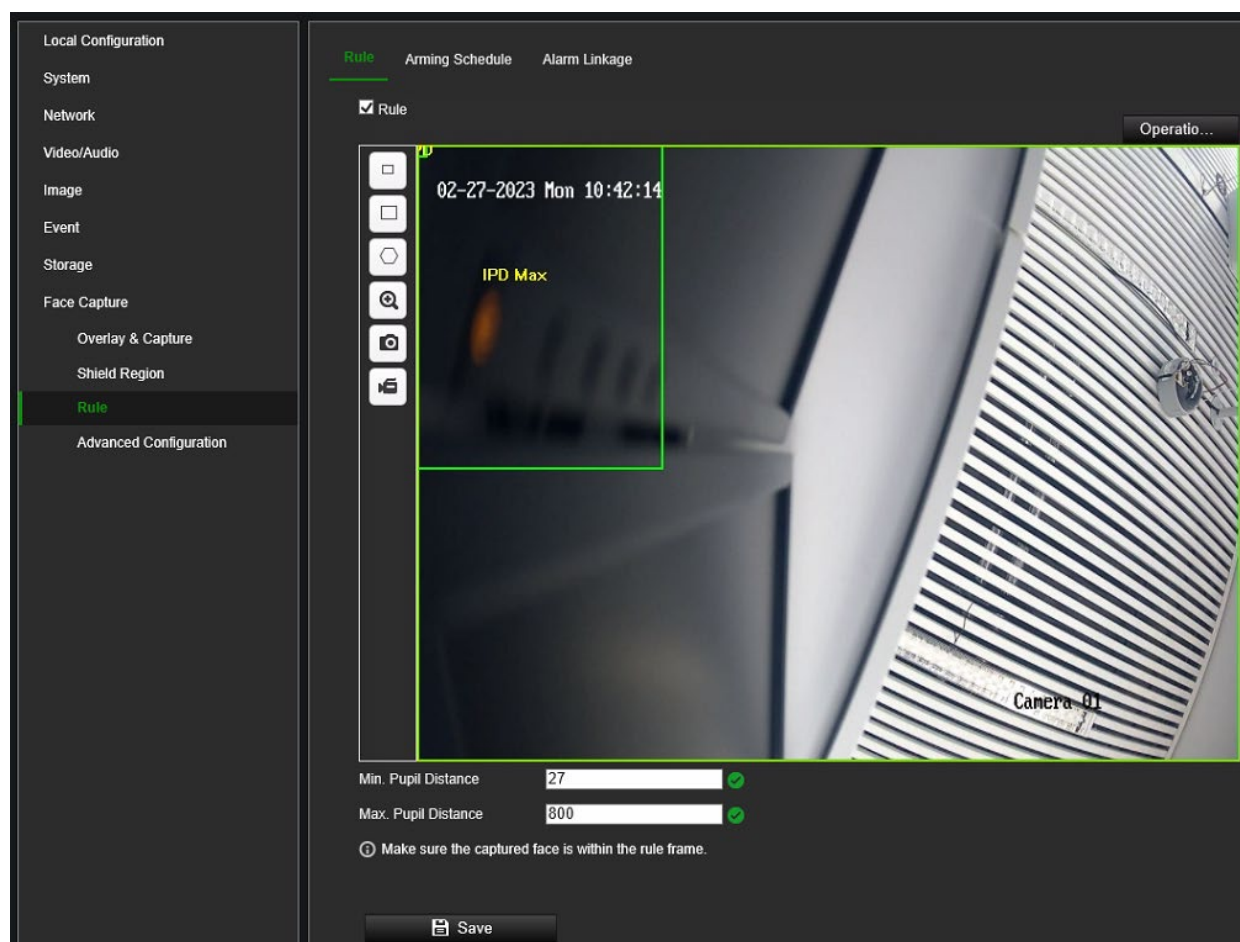 Local Configuration
System
Network
Video/Audio
Image
Event
Storage
Face Capture
Overlay & Capture
Shield Region
Rule
Advanced Configuration
Rule Arming Schedule Alarm Linkage
Rule
Operatio...
02-27-2023 Mon 10:42:14
IPD Max
Camera 01
Min. Pupil Distance 27
Max. Pupil Distance 800
Make sure the captured face is within the rule frame.
Save